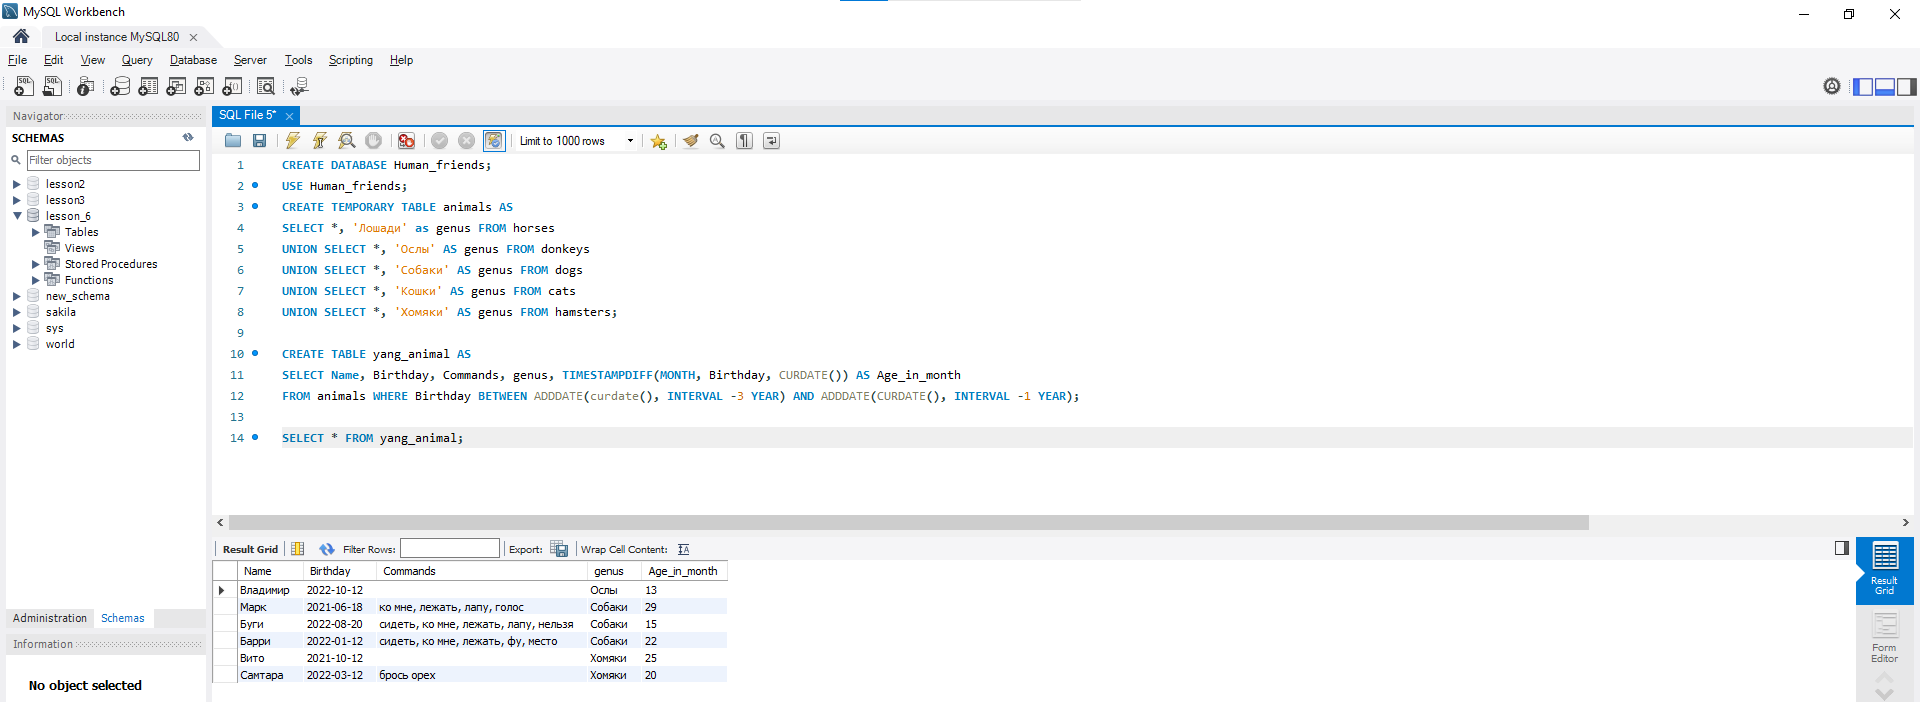 MySQL Workbench
Local instance MySQL80
File Edit View Query Database Server Tools Scripting Help
Navigator
SCHEMAS
Filter objects
lesson2
lesson3
lesson_6
Tables
Views
Stored Procedures
Functions
new_schema
sakila
sys
world
Administration Schemas
Information
No object selected
SQL File 5*
Limit to 1000 rows
1 CREATE DATABASE Human_friends;
2 USE Human_friends;
3 CREATE TEMPORARY TABLE animals AS
4 SELECT *, 'Лошади' as genus FROM horses
5 UNION SELECT *, 'Ослы' AS genus FROM donkeys
6 UNION SELECT *, 'Собаки' AS genus FROM dogs
7 UNION SELECT *, 'Кошки' AS genus FROM cats
8 UNION SELECT *, 'Хомяки' AS genus FROM hamsters;
9
10 CREATE TABLE yang_animal AS
11 SELECT Name, Birthday, Commands, genus, TIMESTAMPDIFF(MONTH, Birthday, CURDATE()) AS Age_in_month
12 FROM animals WHERE Birthday BETWEEN ADDDATE(curdate(), INTERVAL -3 YEAR) AND ADDDATE(CURDATE(), INTERVAL -1 YEAR);
13
14 SELECT * FROM yang_animal;
Result Grid Filter Rows: Export: Wrap Cell Content: IA
Name Birthday Commands genus Age_in_month
Владимир 2022-10-12 Ослы 13
Марк 2021-06-18 ко мне, лежать, лапу, голос Собаки 29
Буги 2022-08-20 сидеть, ко мне, лежать, лапу, нельзя Собаки 15
Барри 2022-01-12 сидеть, ко мне, лежать, фу, место Собаки 22
Вито 2021-10-12 Хомяки 25
Самтара 2022-03-12 брось орех Хомяки 20
Result
Grid
Form
Editor